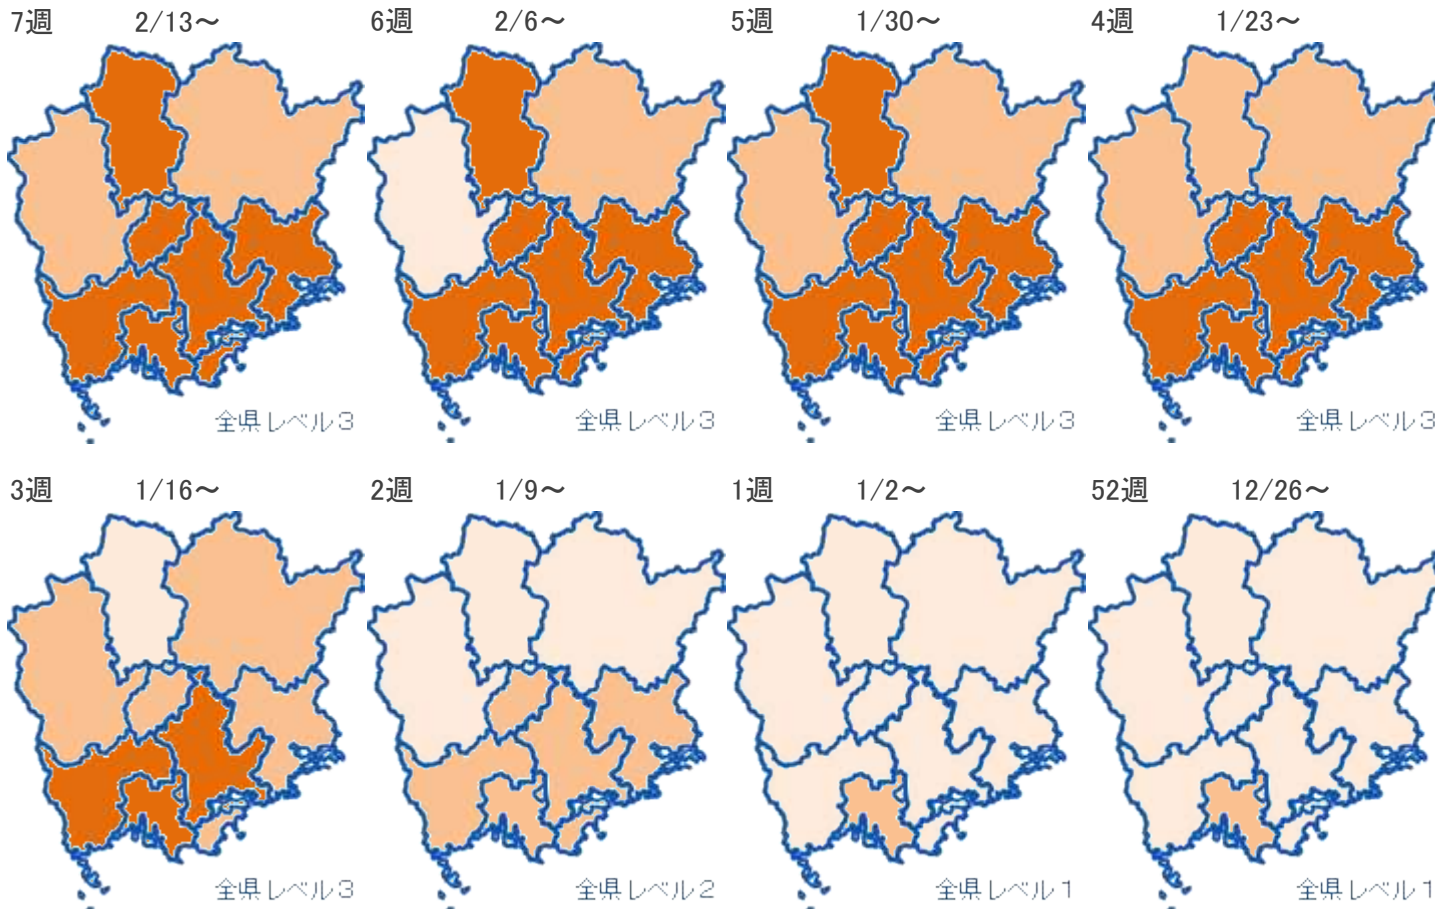 7週 2/13～
6週 2/6～
5週 1/30～
4週 1/23～
全県レベル3
全県レベル3
全県レベル3
全県レベル3
3週 1/16～
2週 1/9～
1週 1/2～
52週 12/26～
全県レベル3
全県レベル2
全県レベル1
全県レベル1